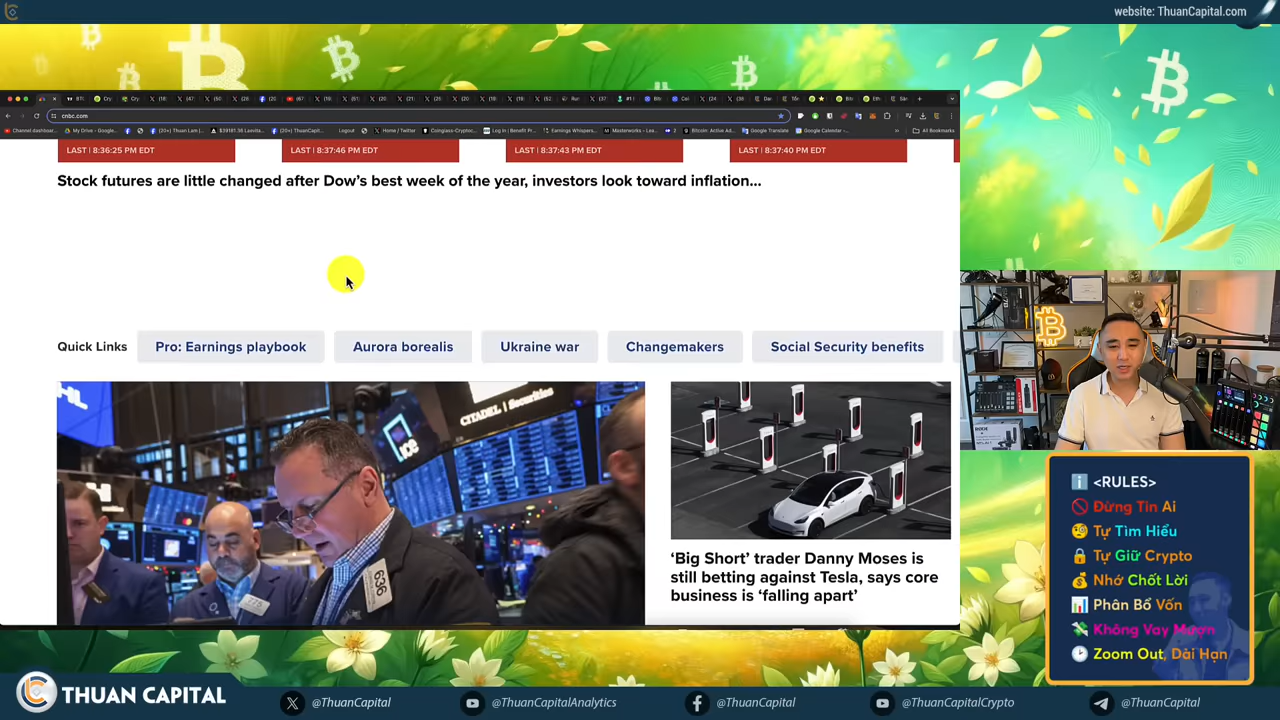 website: ThuanCapital.com
cnbc.com
LAST | 8:36:25 PM EDT
LAST | 8:37:46 PM EDT
LAST | 8:37:43 PM EDT
LAST | 8:37:40 PM EDT
Stock futures are little changed after Dow’s best week of the year, investors look toward inflation...
Quick Links
Pro: Earnings playbook
Aurora borealis
Ukraine war
Changemakers
Social Security benefits
CITADEL | Securities
ice
636
775
‘Big Short’ trader Danny Moses is
still betting against Tesla, says core
business is ‘falling apart’
<RULES>
Đừng Tin Ai
Tự Tìm Hiểu
Tự Giữ Crypto
Nhớ Chốt Lời
Phân Bổ Vốn
Không Vay Mượn
Zoom Out, Dài Hạn
THUAN CAPITAL
@ThuanCapital
@ThuanCapitalAnalytics
@ThuanCapital
@ThuanCapitalCrypto
@ThuanCapital